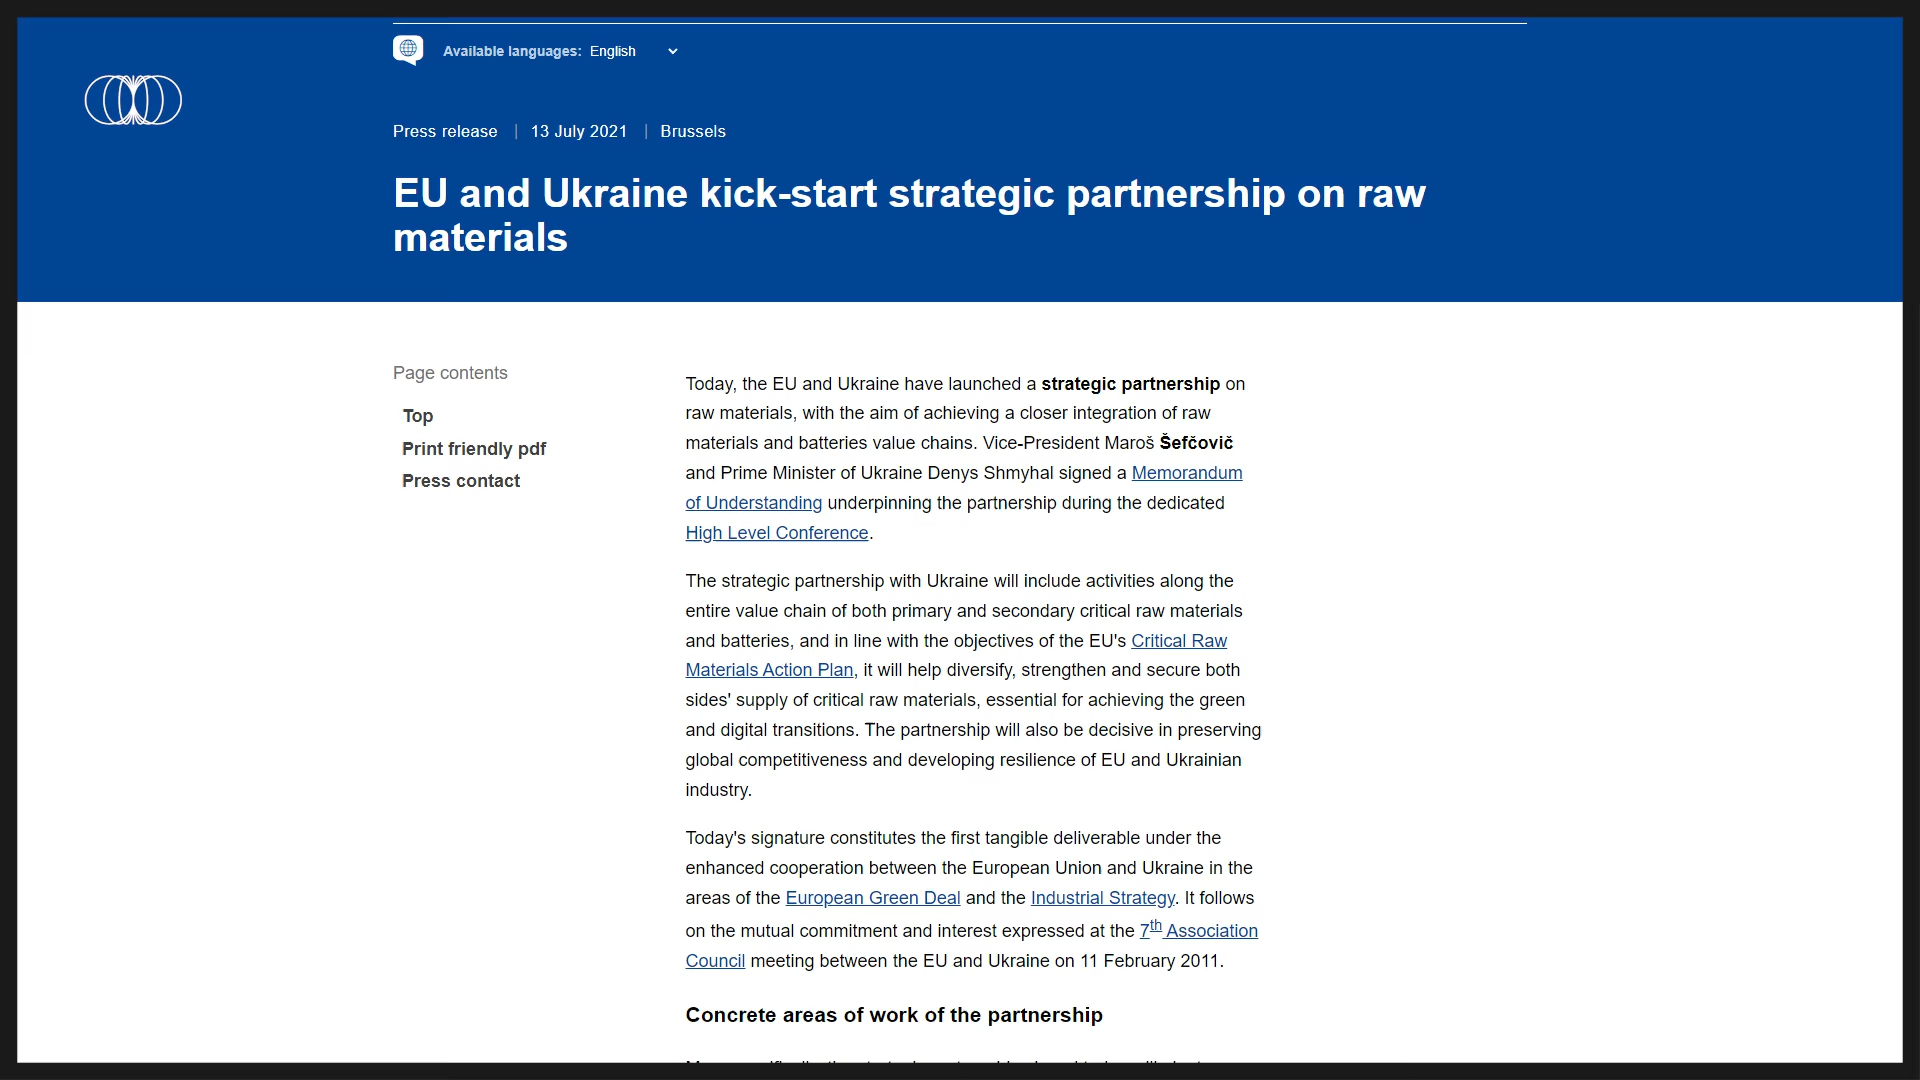 Available languages: English
Press release | 13 July 2021 | Brussels
EU and Ukraine kick-start strategic partnership on raw
materials
Page contents
Top
Print friendly pdf
Press contact
Today, the EU and Ukraine have launched a strategic partnership on
raw materials, with the aim of achieving a closer integration of raw
materials and batteries value chains. Vice-President Maroš Šefčovič
and Prime Minister of Ukraine Denys Shmyhal signed a Memorandum
of Understanding underpinning the partnership during the dedicated
High Level Conference.
The strategic partnership with Ukraine will include activities along the
entire value chain of both primary and secondary critical raw materials
and batteries, and in line with the objectives of the EU's Critical Raw
Materials Action Plan, it will help diversify, strengthen and secure both
sides' supply of critical raw materials, essential for achieving the green
and digital transitions. The partnership will also be decisive in preserving
global competitiveness and developing resilience of EU and Ukrainian
industry.
Today's signature constitutes the first tangible deliverable under the
enhanced cooperation between the European Union and Ukraine in the
areas of the European Green Deal and the Industrial Strategy. It follows
on the mutual commitment and interest expressed at the 7th Association
Council meeting between the EU and Ukraine on 11 February 2011.
Concrete areas of work of the partnership